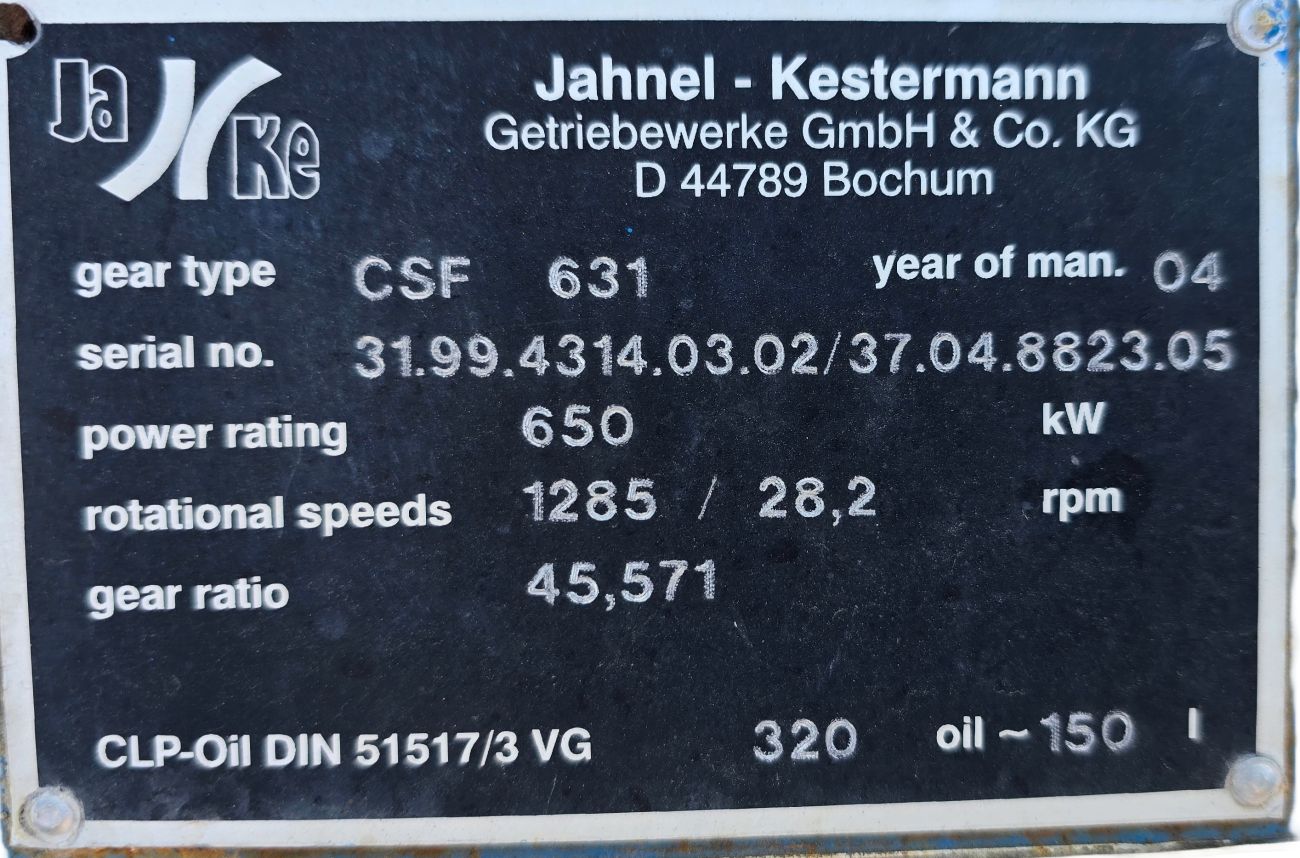 Ja Ke
Jahnel - Kestermann
Getriebewerke GmbH & Co. KG
D 44789 Bochum
gear type CSF 631 year of man. 04
serial no. 31.99.4314.03.02/37.04.8823.05
power rating 650 kW
rotational speeds 1285 / 28,2 rpm
gear ratio 45,571
CLP-Oil DIN 51517/3 VG 320 oil ~ 150 l